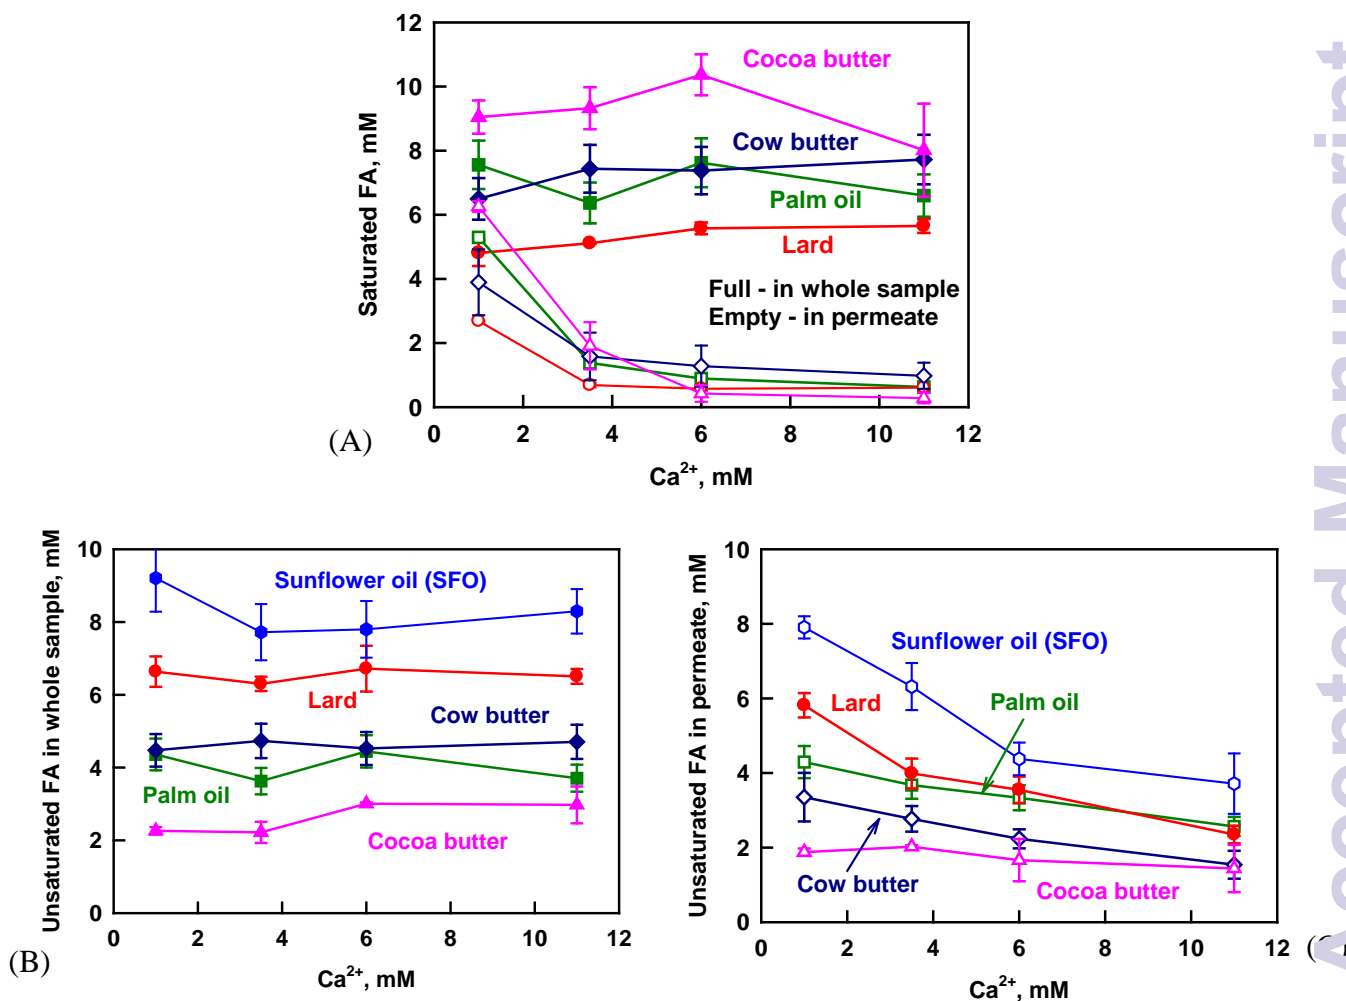 12
10
8
6
4
2
0
Saturated FA, mM
Cocoa butter
Cow butter
Palm oil
Lard
Full - in whole sample
Empty - in permeate
0 2 4 6 8 10 12
Ca²⁺, mM
(A)
10
8
6
4
2
0
Unsaturated FA in whole sample, mM
Sunflower oil (SFO)
Lard
Cow butter
Palm oil
Cocoa butter
0 2 4 6 8 10 12
Ca²⁺, mM
(B)
10
8
6
4
2
0
Unsaturated FA in permeate, mM
Sunflower oil (SFO)
Lard
Palm oil
Cow butter
Cocoa butter
0 2 4 6 8 10 12
Ca²⁺, mM
Accepted Manuscript